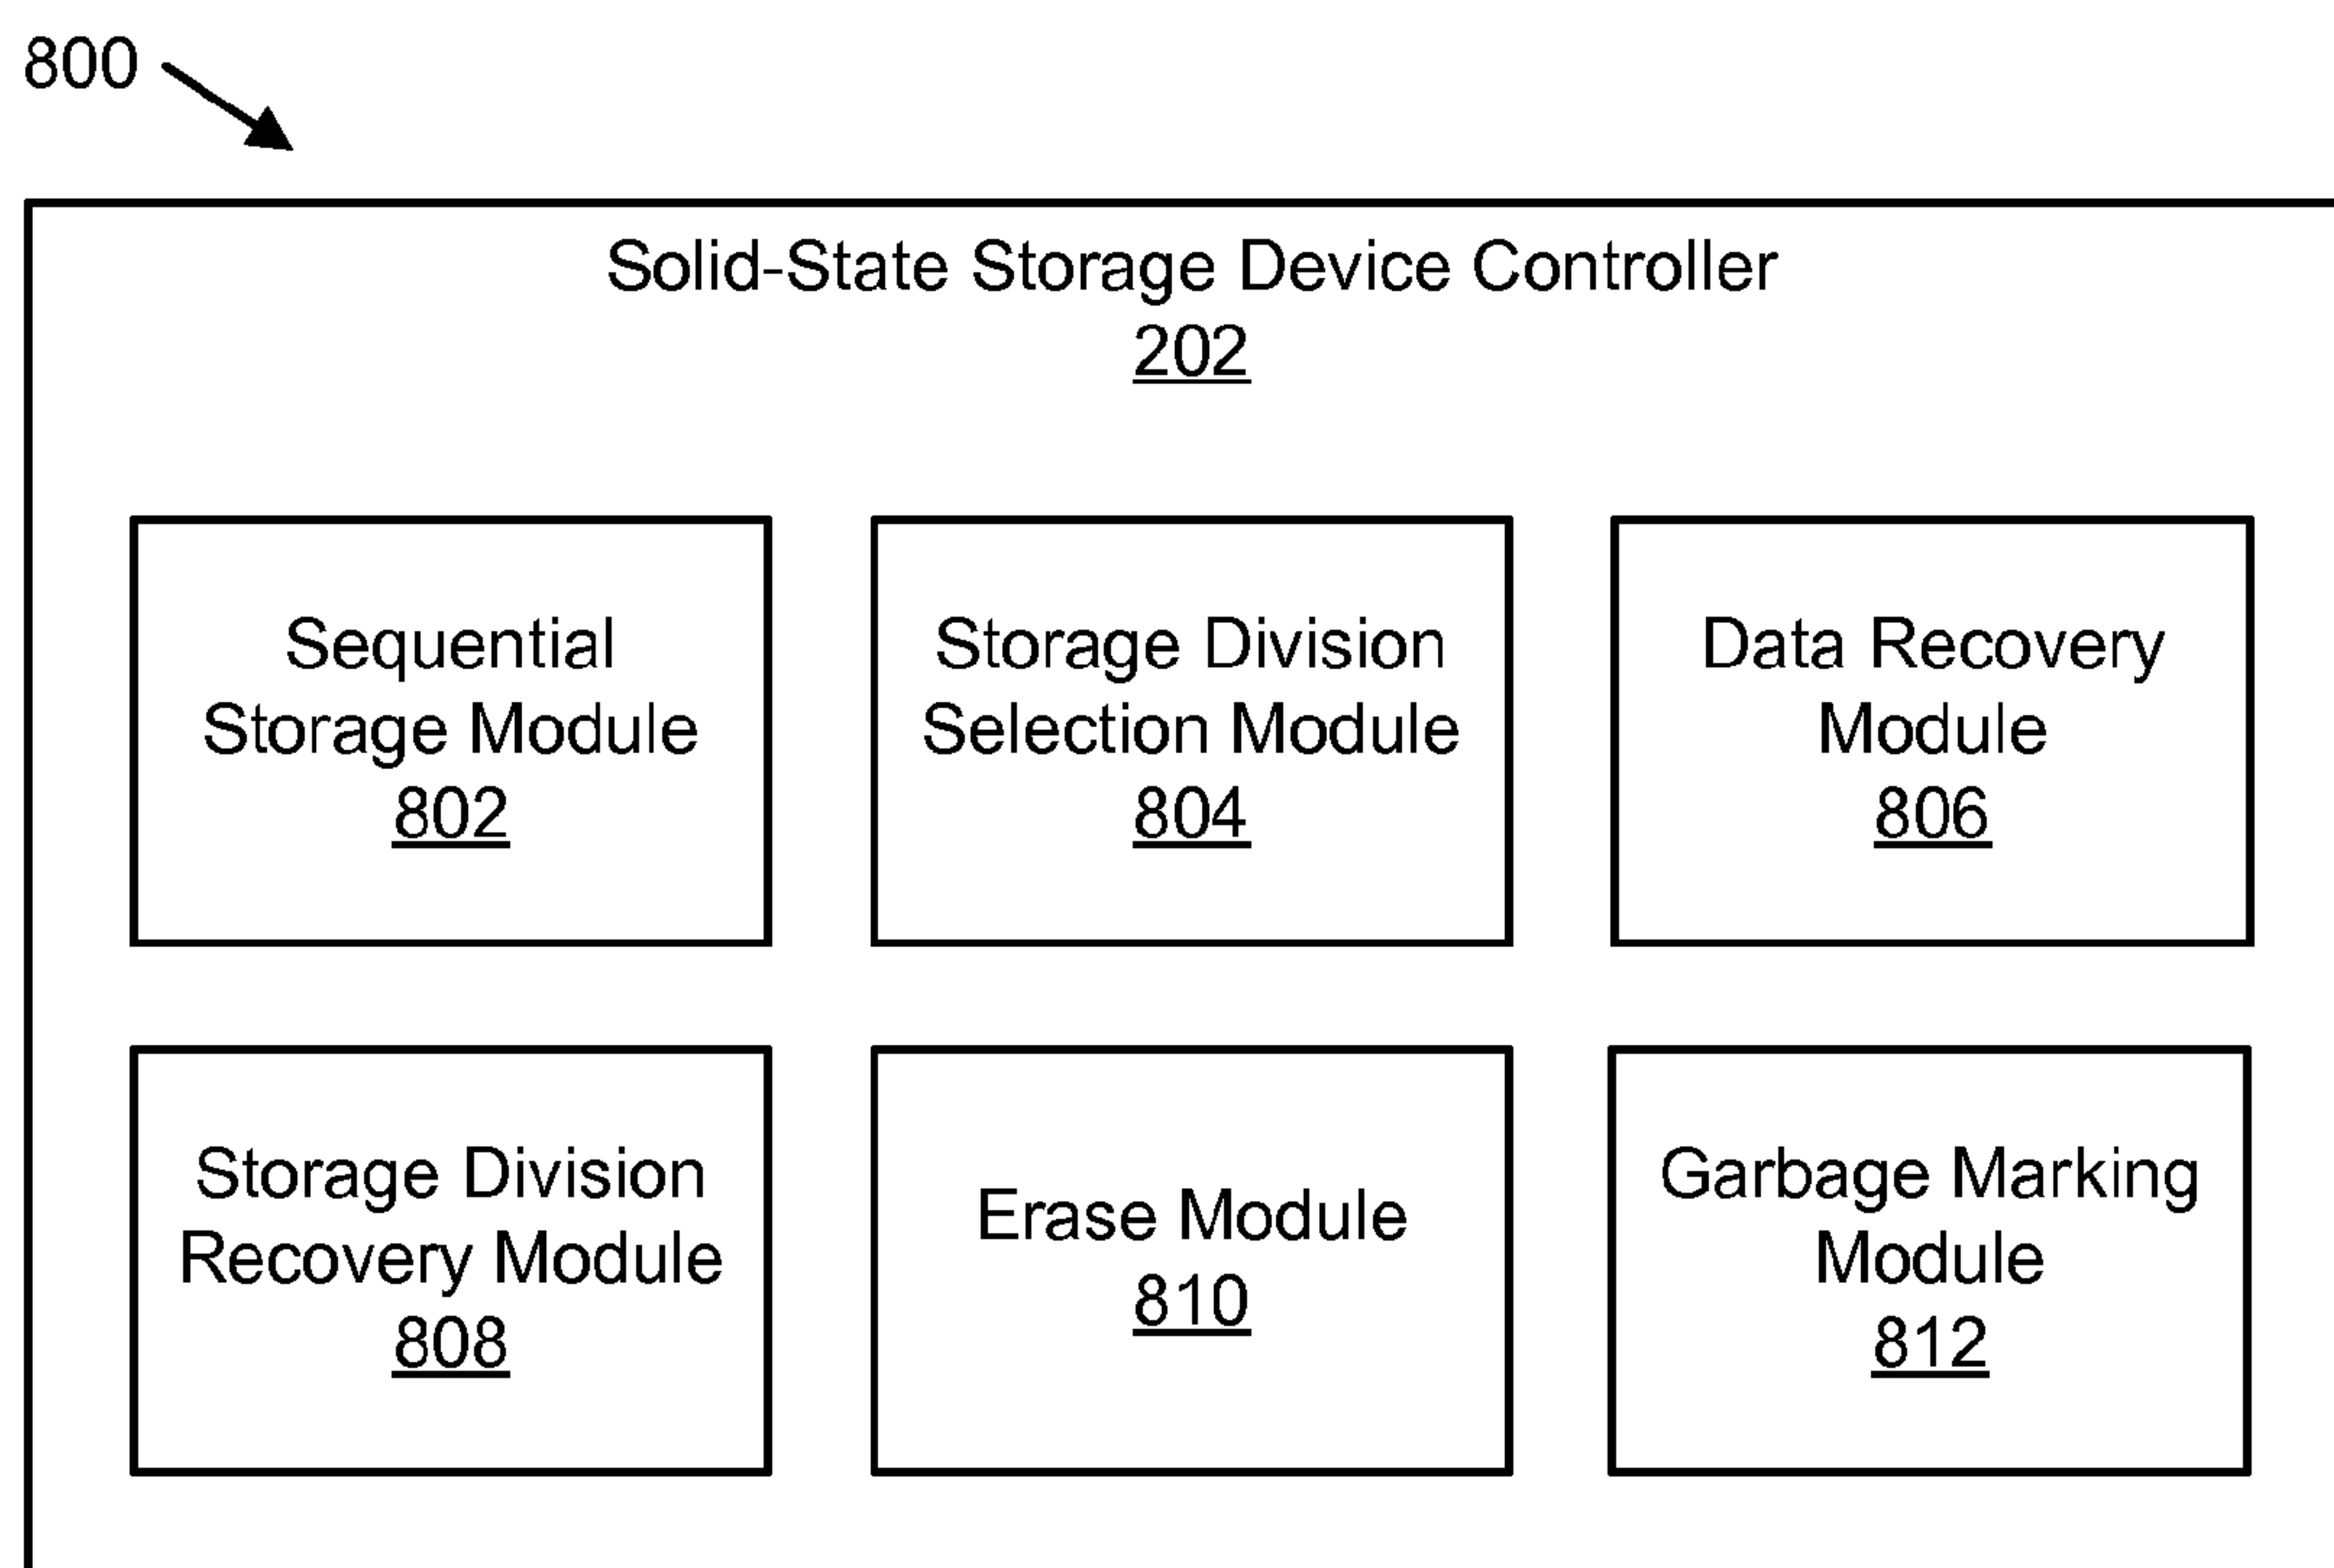 800
Solid-State Storage Device Controller
202
Sequential
Storage Module
802
Storage Division
Selection Module
804
Data Recovery
Module
806
Storage Division
Recovery Module
808
Erase Module
810
Garbage Marking
Module
812